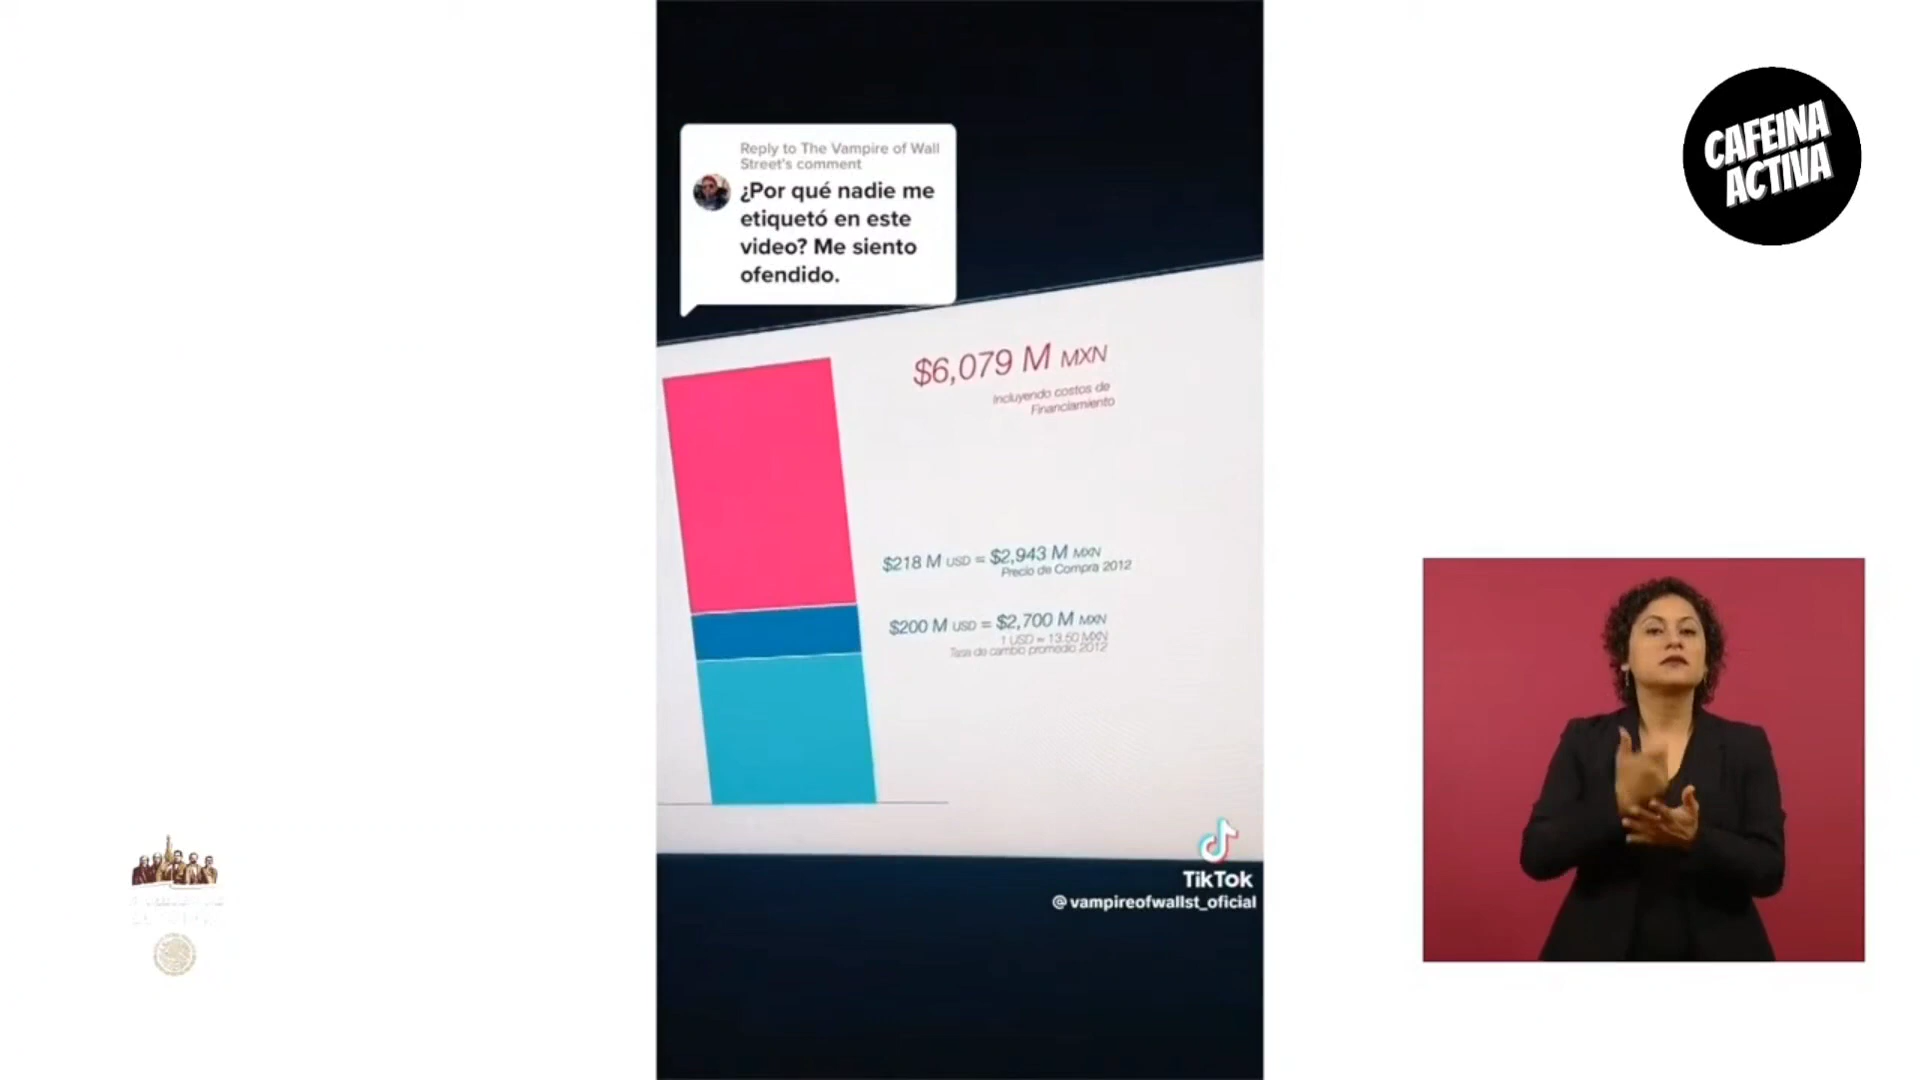 Reply to The Vampire of Wall
Street's comment
¿Por qué nadie me
etiquetó en este
video? Me siento
ofendido.
CAFEINA
ACTIVA
$6,079 M MXN
Incluyendo costos de
Financiamiento
$218 M USD = $2,943 M MXN
Precio de Compra 2012
$200 M USD = $2,700 M MXN
1 USD = 13.50 MXN
Tasa de cambio promedio 2012
TikTok
@vampireofwallst_oficial